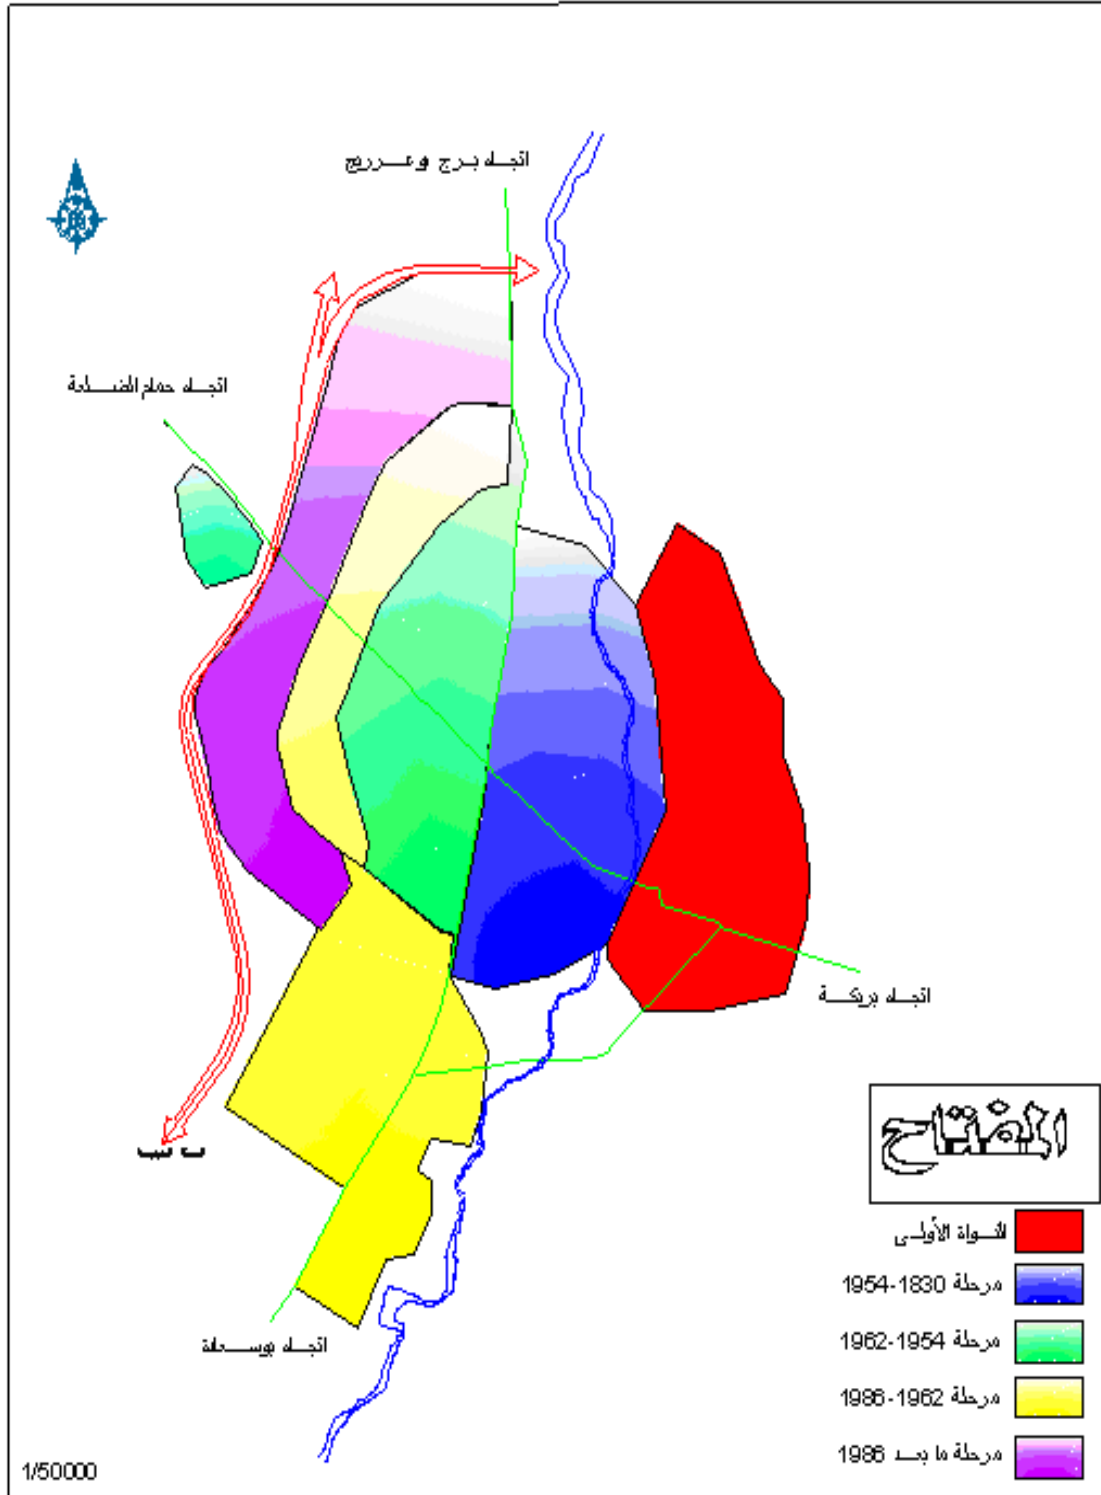 اتجاه برج بوعريريج
اتجاه حمام الضلعة
اتجاه بريكة
المفتاح
النواة الأولى
مرحلة 1830-1954
مرحلة 1954-1962
مرحلة 1962-1986
مرحلة ما بعد 1986
اتجاه بوسعادة
1/50000